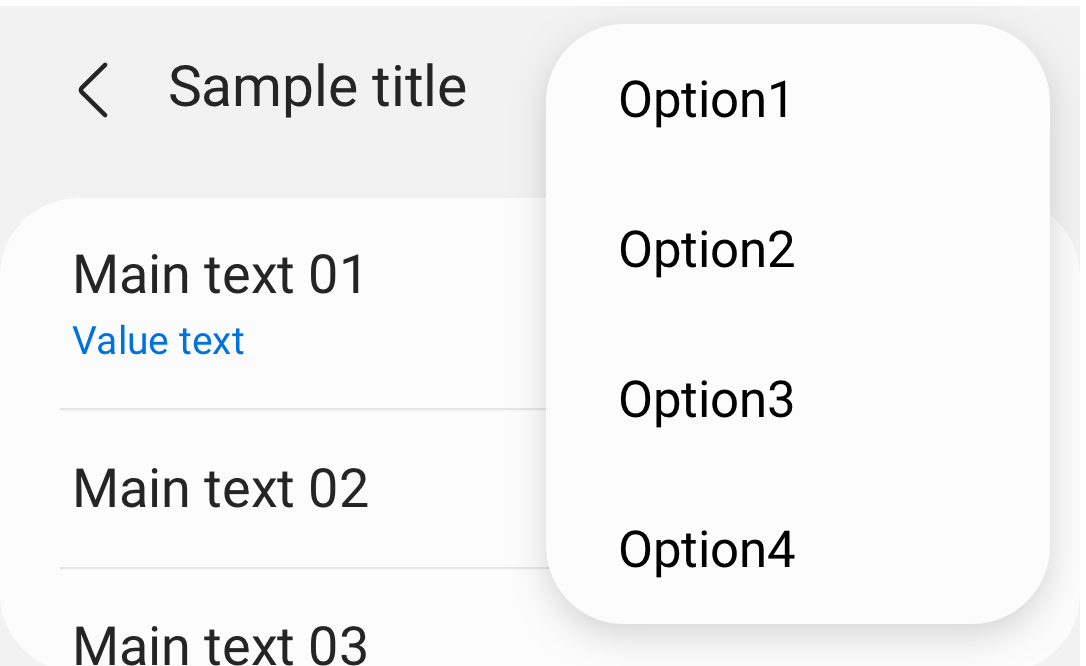 Sample title
Main text 01
Value text
Main text 02
Main text 03
Option1
Option2
Option3
Option4